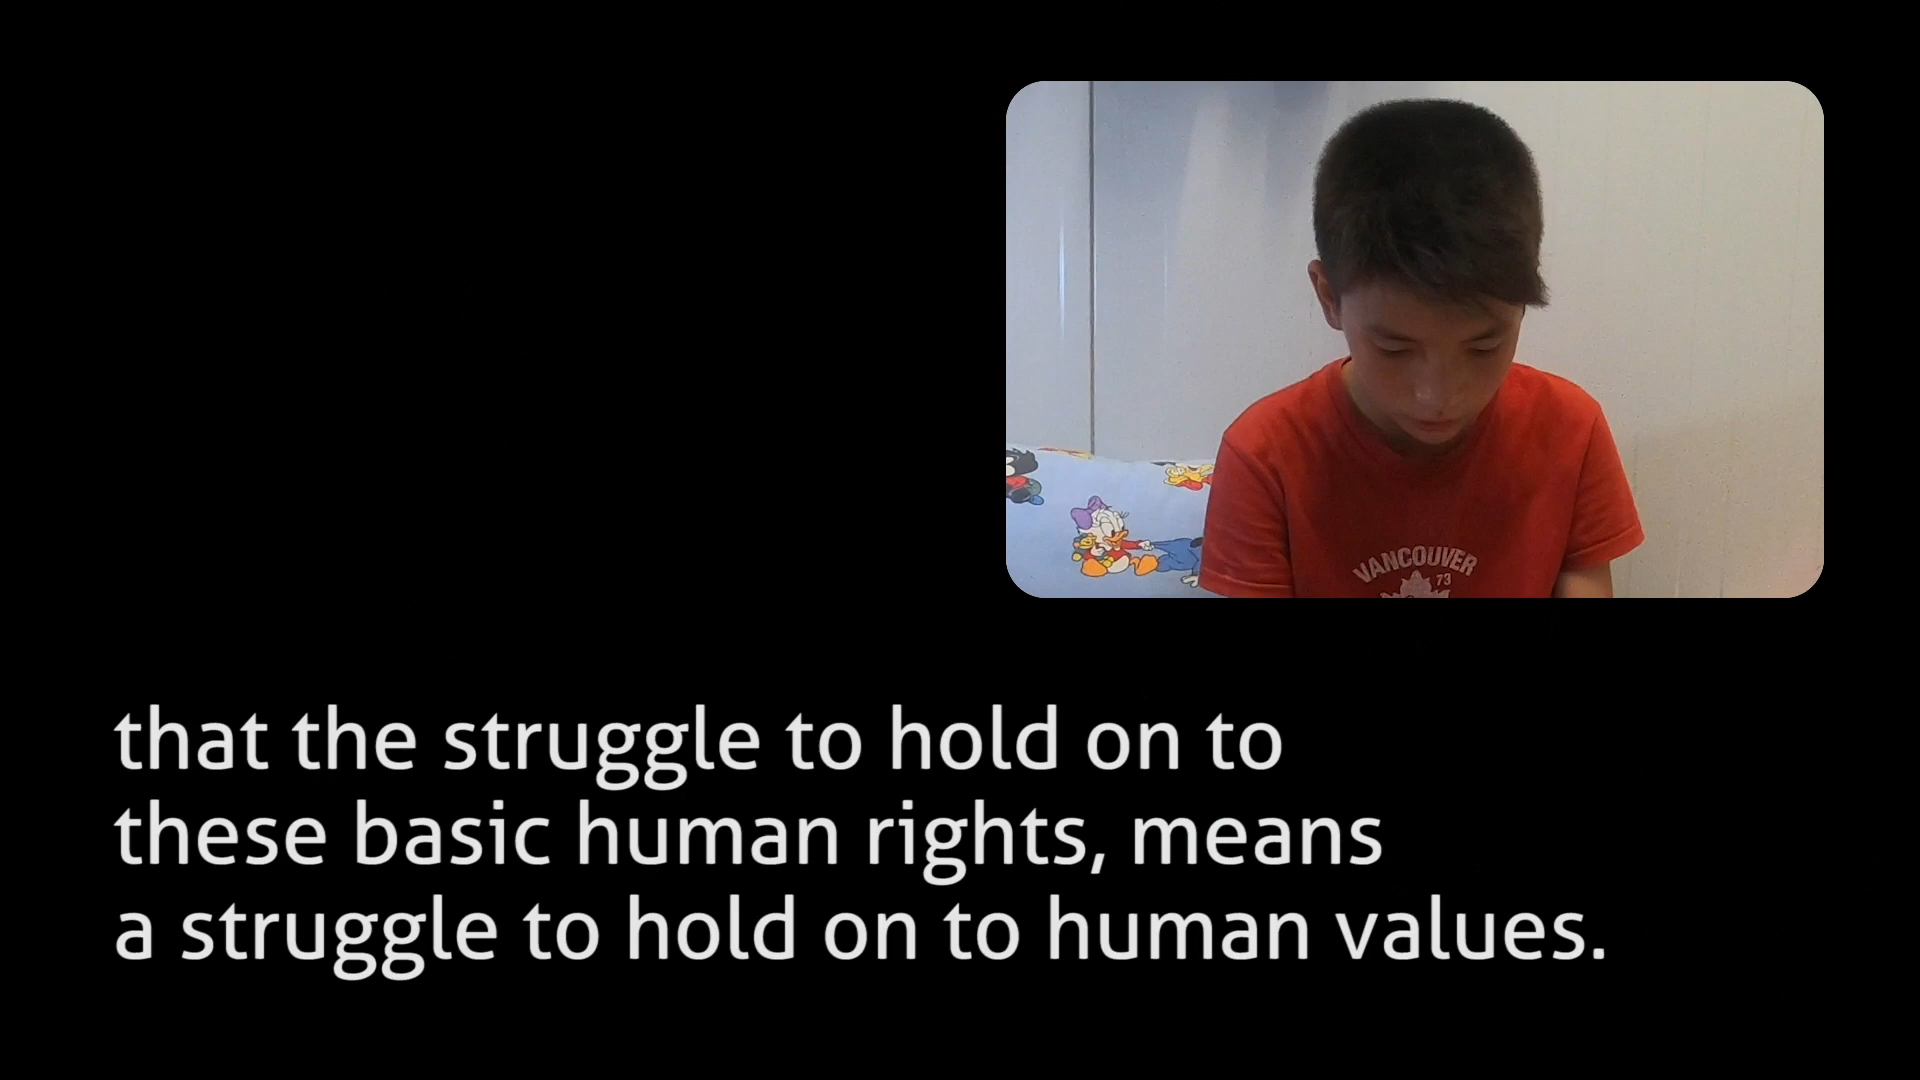 VANCOUVER
73
that the struggle to hold on to
these basic human rights, means
a struggle to hold on to human values.